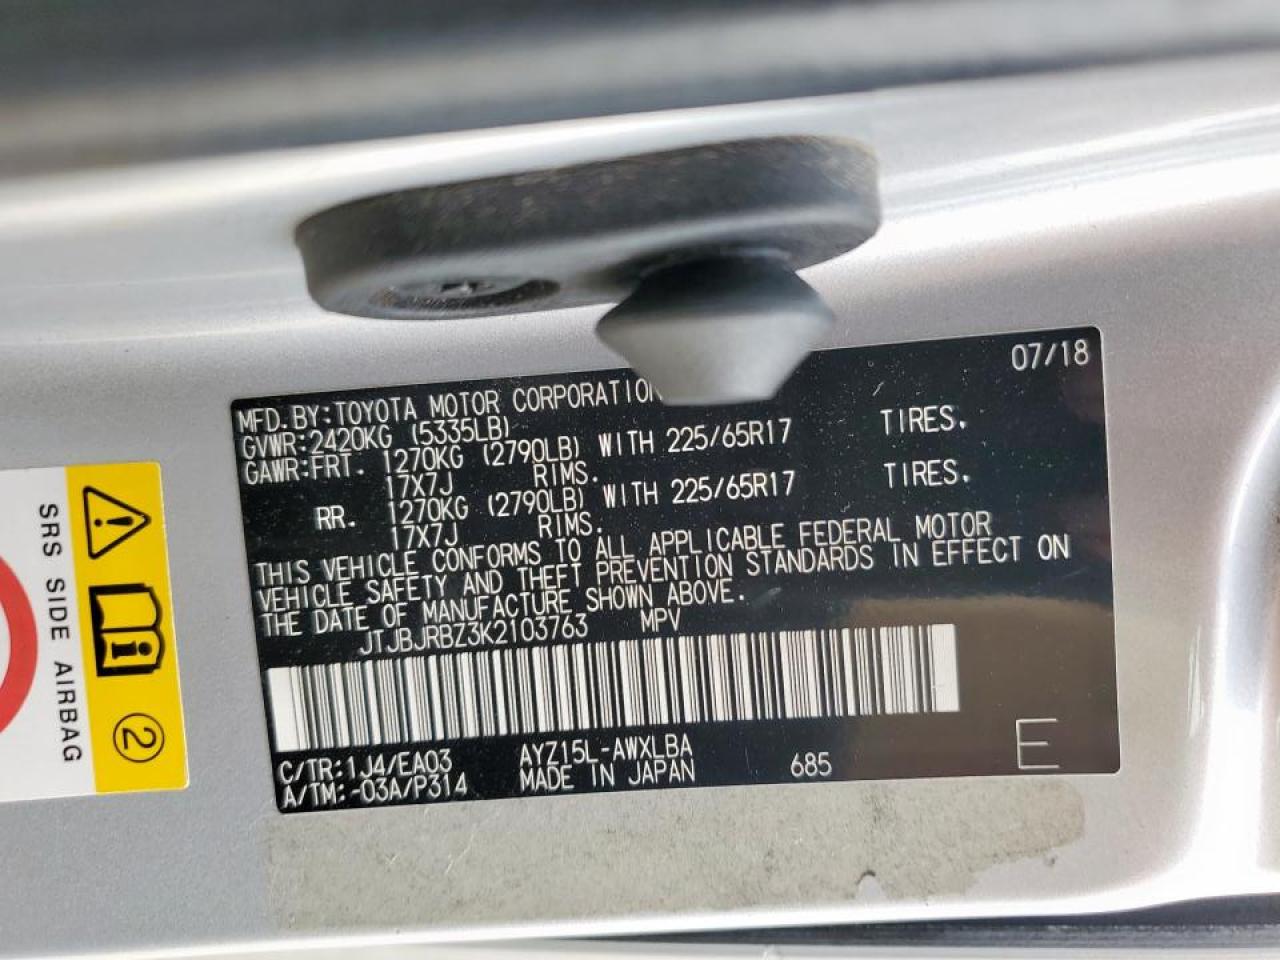 07/18
MFD.BY:TOYOTA MOTOR CORPORATION
GVWR:2420KG (5335LB)
GAWR:FRT. 1270KG (2790LB) WITH 225/65R17 TIRES.
17X7J RIMS.
RR. 1270KG (2790LB) WITH 225/65R17 TIRES.
17X7J RIMS.
THIS VEHICLE CONFORMS TO ALL APPLICABLE FEDERAL MOTOR
VEHICLE SAFETY AND THEFT PREVENTION STANDARDS IN EFFECT ON
THE DATE OF MANUFACTURE SHOWN ABOVE.
JTJBJRBZ3K2103763 MPV
C/TR:1J4/EA03 AYZ15L-AWXLBA
A/TM:-03A/P314 MADE IN JAPAN 685 E
SRS SIDE AIRBAG
2